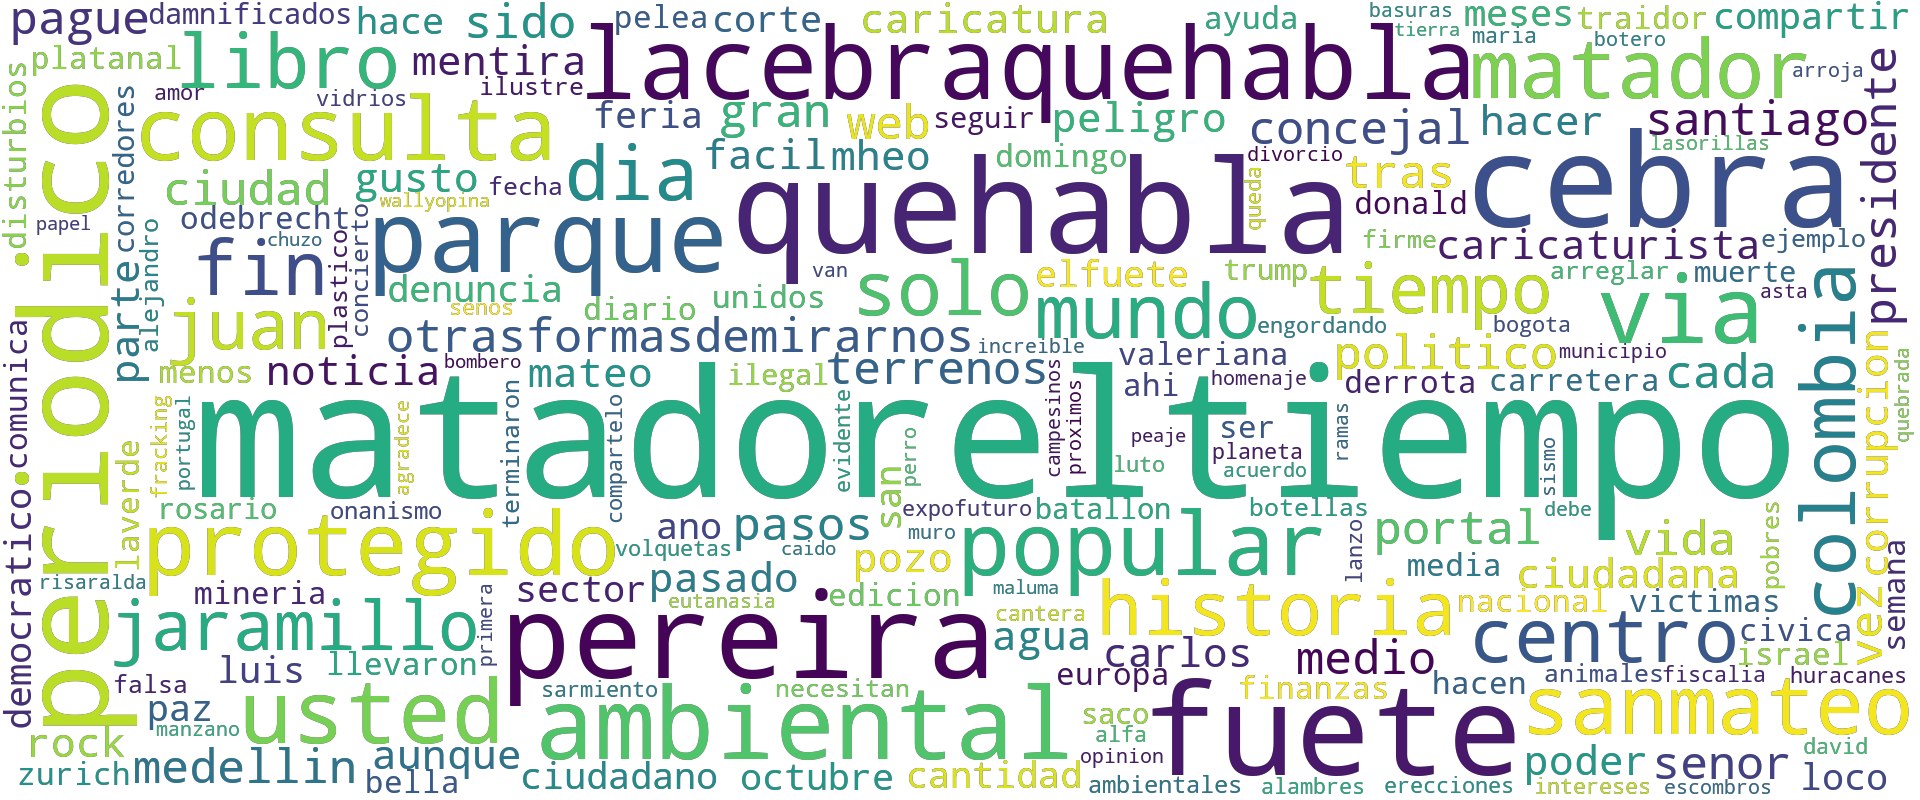 pague
damnificados
hace
sido
pelea
corte
caricatura
ayuda
basuras
tierra
meses
maria
traidor
botero
compartir
platanal
libro
mentira
ilustre
lacebraquehabla
matador
arroja
disturbios
periodico
corredores
amor
vidrios
consulta
feria
gran
web
seguir
peligro
concejal
hacer
santiago
lasorillas
presidente
papel
ciudad
gusto
fecha
dia
facil
mheo
domingo
divorcio
queda
tras
cebra
odebrecht
wallyopina
parque
quehabla
donald
alejandro
parte
chuzo
fin
plastico
concierto
denuncia
senos
diario
unidos
van
solo
elfuete
trump
firme
caricaturista
ejemplo
tiempo
arreglar
muerte
asta
via
colombia
juan
otrasformasdemirarnos
increible
mundo
engordando
bogota
politico
municipio
comunica
menos
noticia
bombero
mateo
ilegal
terrenos
valeriana
ahi
homenaje
derrota
carretera
cada
quebrada
corrupcion
matadoreltiempo
democratico
laverde
fracking
portugal
agradece
terminaron
compartelo
evidente
perro
campesinos
proximos
peaje
luto
ser
planeta
acuerdo
ramas
sismo
rosario
onanismo
ano
pasos
san
expofuturo
muro
batallon
botellas
debe
lanzo
portal
vida
pobres
protegido
volquetas
caido
pozo
popular
media
ciudadana
vez
semana
risaralda
mineria
sector
pasado
eutanasia
edicion
maluma
cantera
historia
nacional
victimas
jaramillo
primera
pereira
agua
carlos
medio
centro
civica
israel
luis
llevaron
europa
falsa
paz
manzano
usted
sarmiento
necesitan
ambiental
saco
alfa
opinion
fuete
finanzas
hacen
animales
fiscalia
huracanes
sanmateo
rock
zurich
medellin
aunque
bella
ciudadano
octubre
cantidad
ambientales
alambres
erecciones
poder
intereses
senor
escombros
david
loco